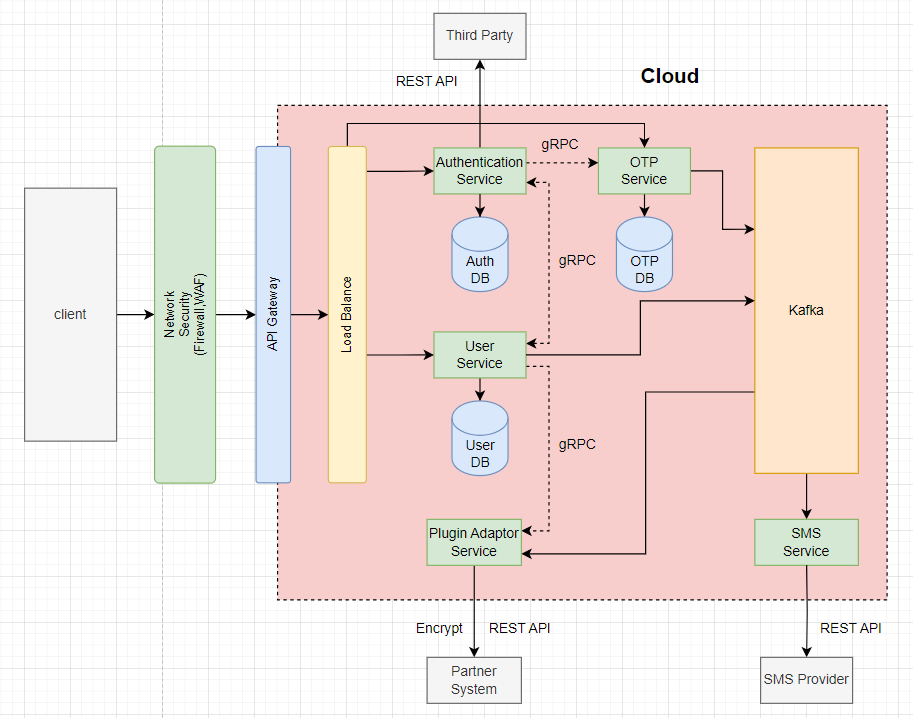 Third Party
REST API
Cloud
gRPC
Authentication
Service
OTP
Service
client
Network
Security
(Firewall,WAF)
API Gateway
Load Balance
Auth
DB
gRPC
OTP
DB
Kafka
User
Service
User
DB
gRPC
Plugin Adaptor
Service
SMS
Service
Encrypt
REST API
REST API
Partner
System
SMS Provider